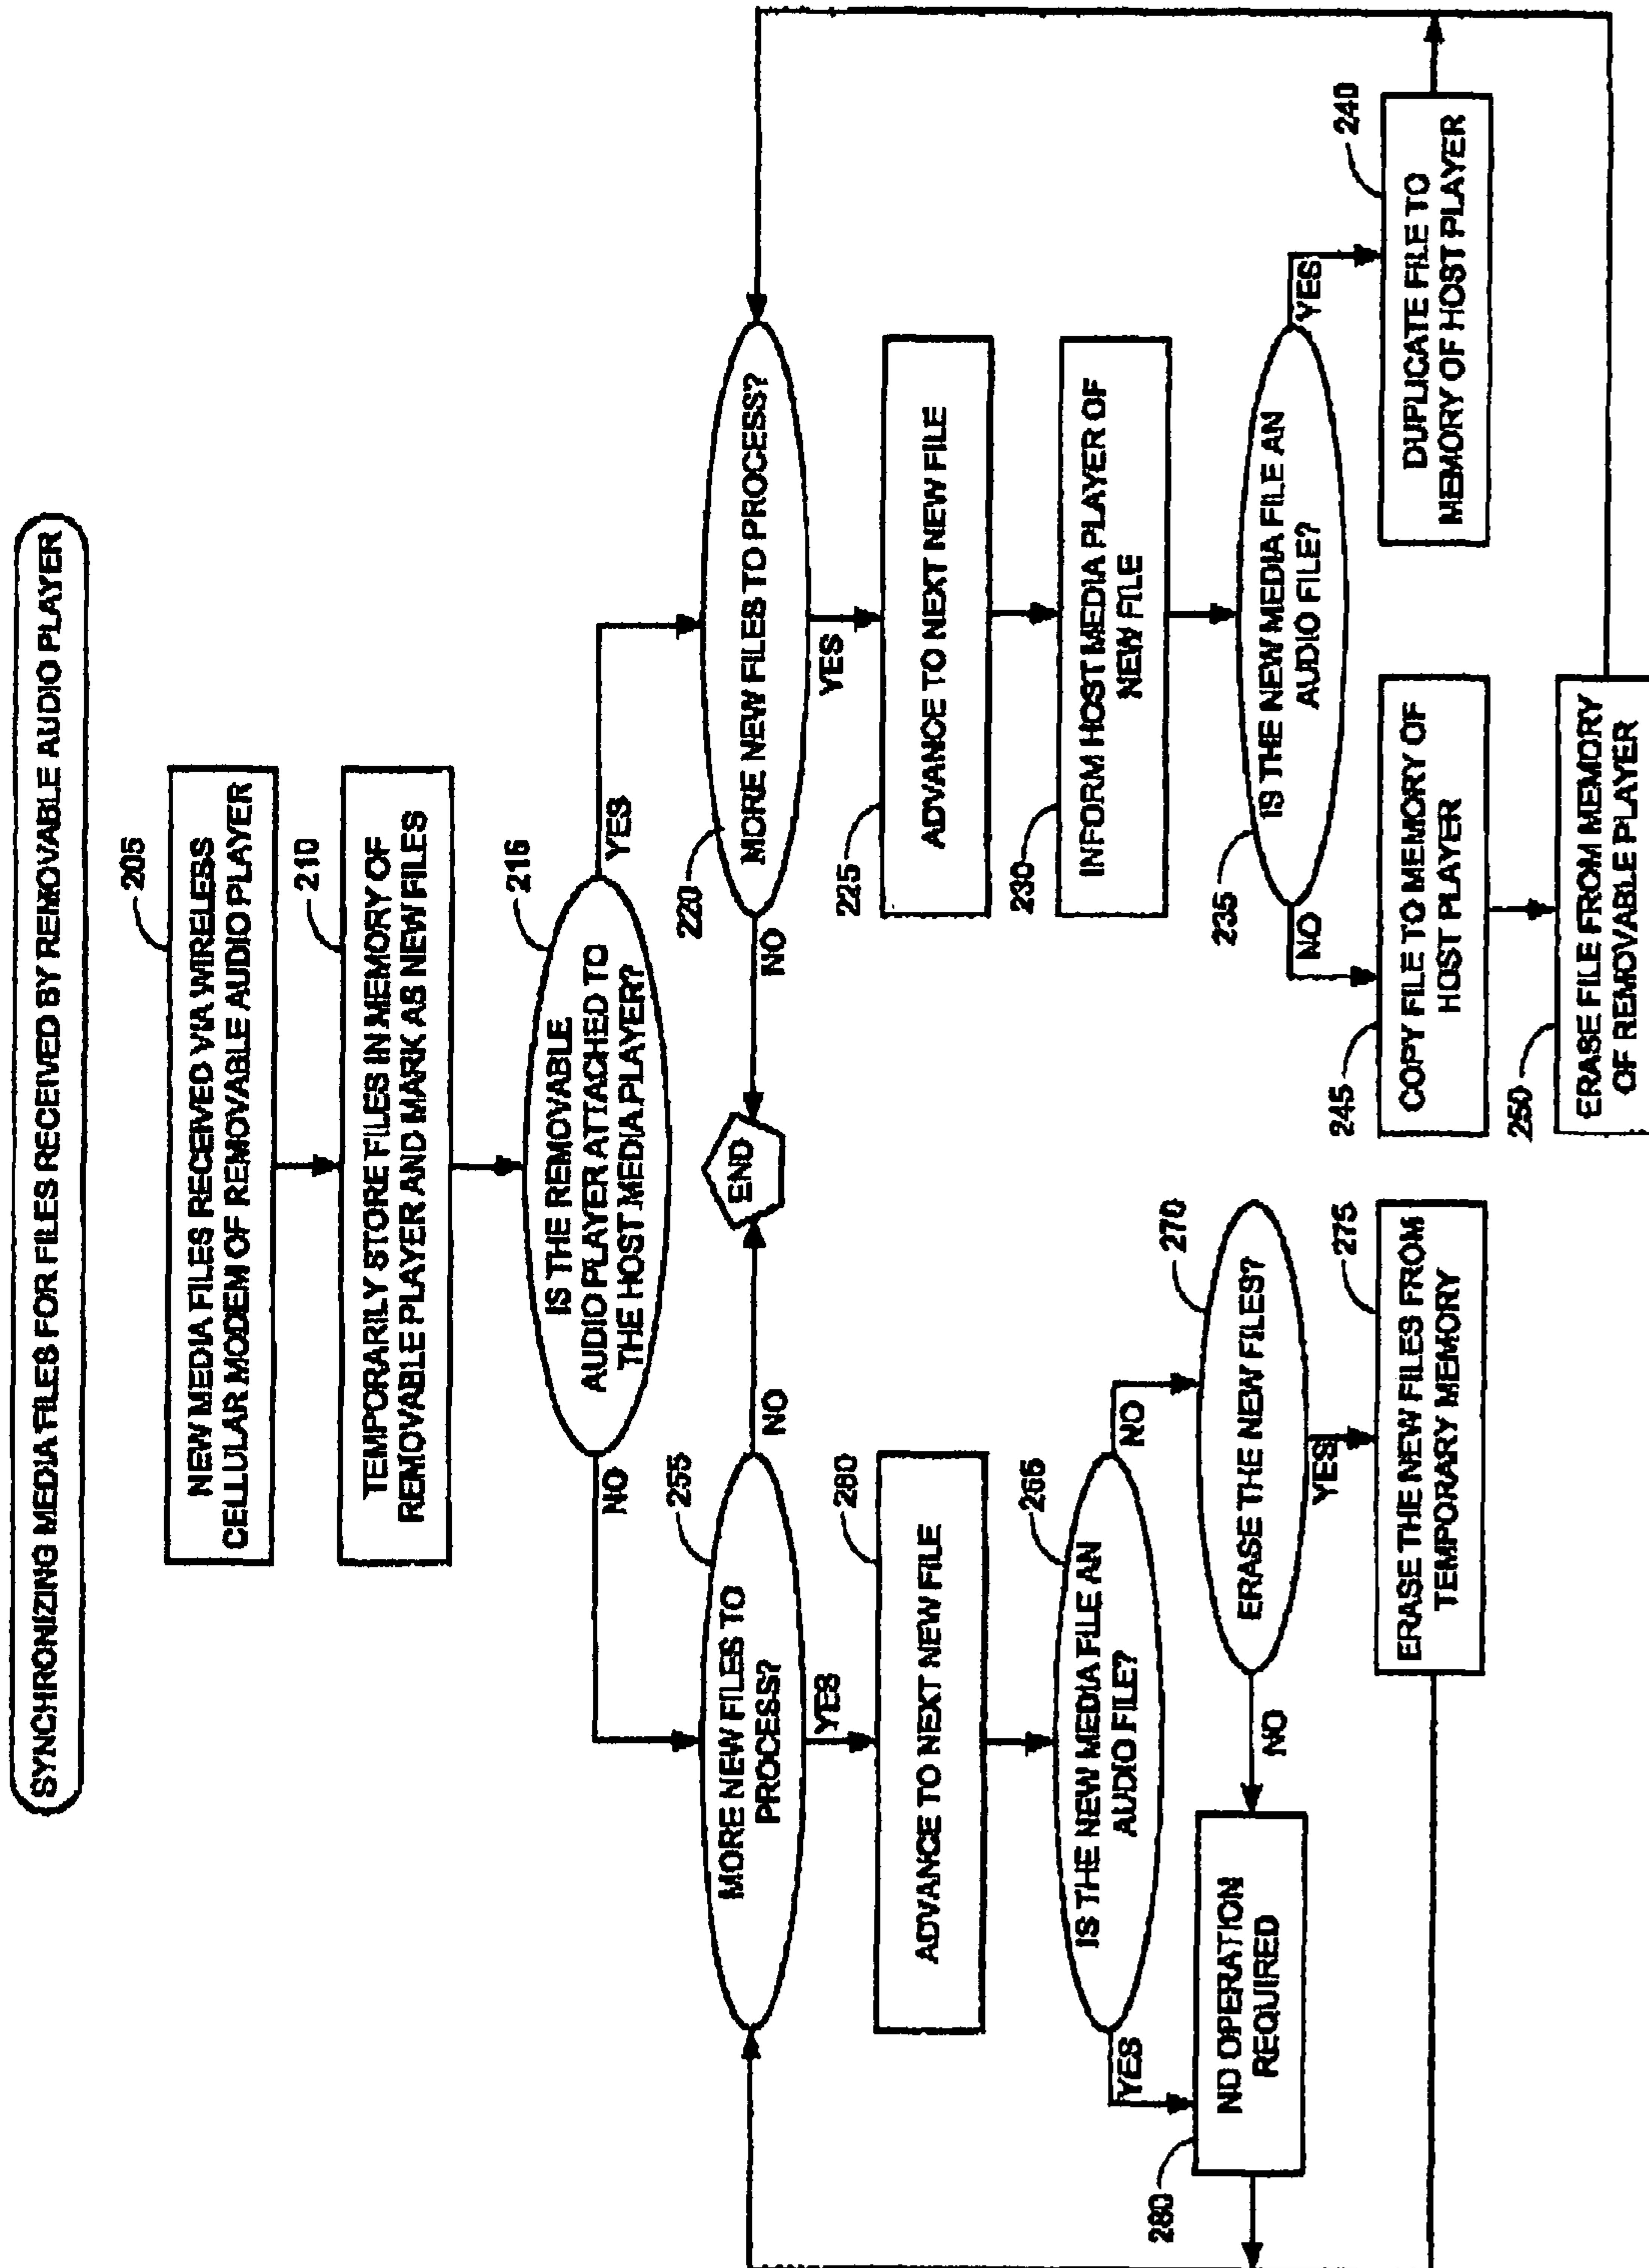 SYNCHRONIZING MEDIA FILES FOR FILES RECEIVED BY REMOVABLE AUDIO PLAYER
205
NEW MEDIA FILES RECEIVED VIA WIRELESS
CELLULAR MODEM OF REMOVABLE AUDIO PLAYER
210
TEMPORARILY STORE FILES IN MEMORY OF
REMOVABLE PLAYER AND MARK AS NEW FILES
215
IS THE REMOVABLE
AUDIO PLAYER ATTACHED TO
THE HOST MEDIA PLAYER?
NO
YES
255
MORE NEW FILES TO
PROCESS?
NO
YES
END
220
MORE NEW FILES TO PROCESS?
NO
YES
260
ADVANCE TO NEXT NEW FILE
225
ADVANCE TO NEXT NEW FILE
265
IS THE NEW MEDIA FILE AN
AUDIO FILE?
YES
NO
230
INFORM HOST MEDIA PLAYER OF
NEW FILE
280
NO OPERATION
REQUIRED
270
ERASE THE NEW FILES?
NO
YES
235
IS THE NEW MEDIA FILE AN
AUDIO FILE?
NO
YES
275
ERASE THE NEW FILES FROM
TEMPORARY MEMORY
245
COPY FILE TO MEMORY OF
HOST PLAYER
240
DUPLICATE FILE TO
MEMORY OF HOST PLAYER
250
ERASE FILE FROM MEMORY
OF REMOVABLE PLAYER